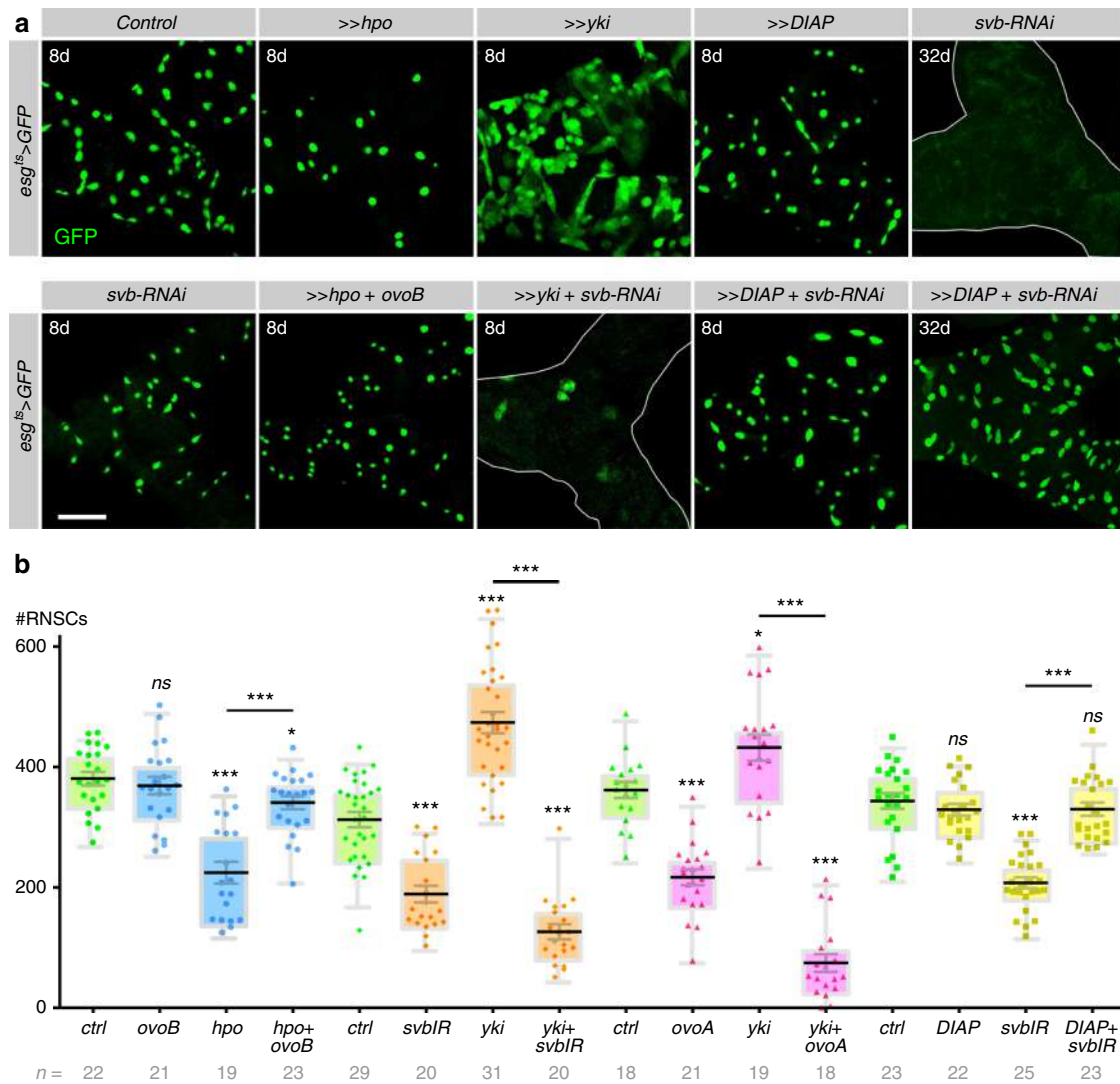 a
Control >>hpo >>yki >>DIAP svb-RNAi
8d 8d 8d 8d 32d
esgts>GFP
GFP
svb-RNAi >>hpo + ovoB >>yki + svb-RNAi >>DIAP + svb-RNAi >>DIAP + svb-RNAi
8d 8d 8d 8d 32d
esgts>GFP
b
#RNSCs
600
400
200
0
ns *** *** * *** *** *** *** *** * *** *** ns *** *** ns
ctrl ovoB hpo hpo+ ovoB ctrl svbIR yki yki+ svbIR ctrl ovoA yki yki+ ovoA ctrl DIAP svbIR DIAP+ svbIR
n = 22 21 19 23 29 20 31 20 18 21 19 18 23 22 25 23